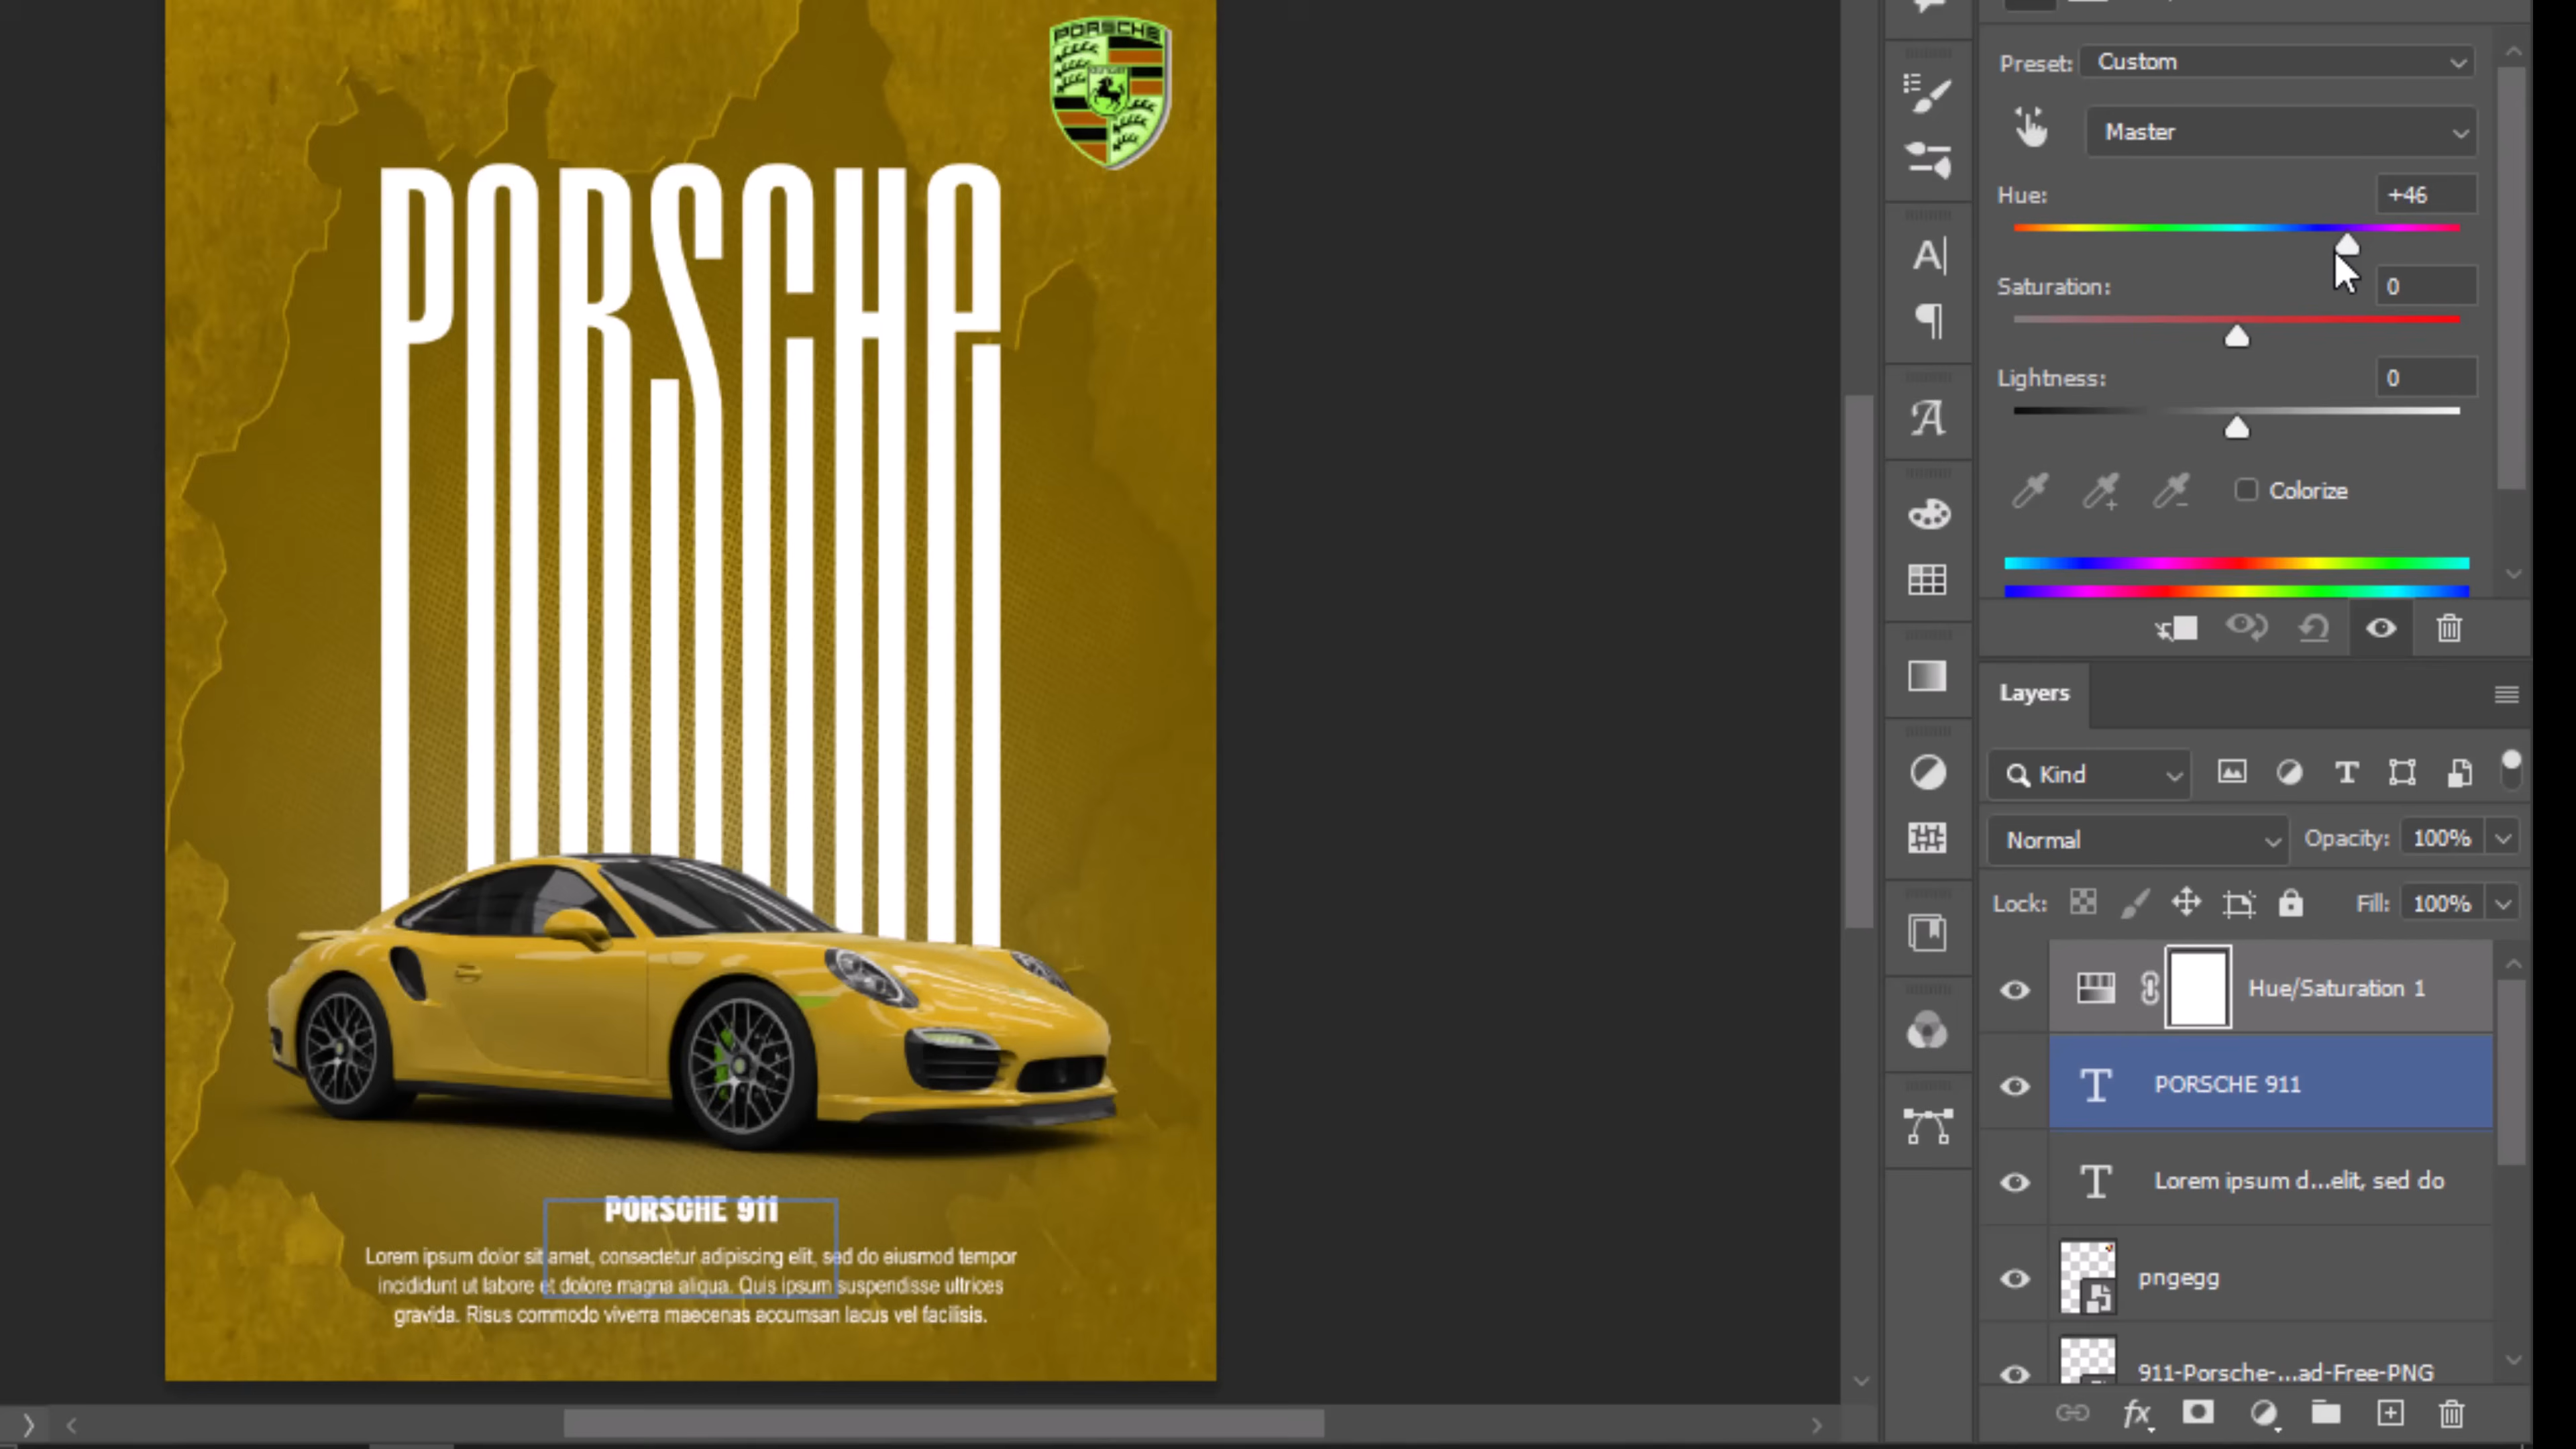 PORSCHE
PORSCHE
PORSCHE 911
Lorem ipsum dolor sit amet, consectetur adipiscing elit, sed do eiusmod tempor
incididunt ut labore et dolore magna aliqua. Quis ipsum suspendisse ultrices
gravida. Risus commodo viverra maecenas accumsan lacus vel facilisis.
Preset: Custom
Master
Hue: +46
Saturation: 0
Lightness: 0
Colorize
Layers
Kind
Normal Opacity: 100%
Lock: Fill: 100%
Hue/Saturation 1
PORSCHE 911
Lorem ipsum d...elit, sed do
pngegg
911-Porsche-...ad-Free-PNG